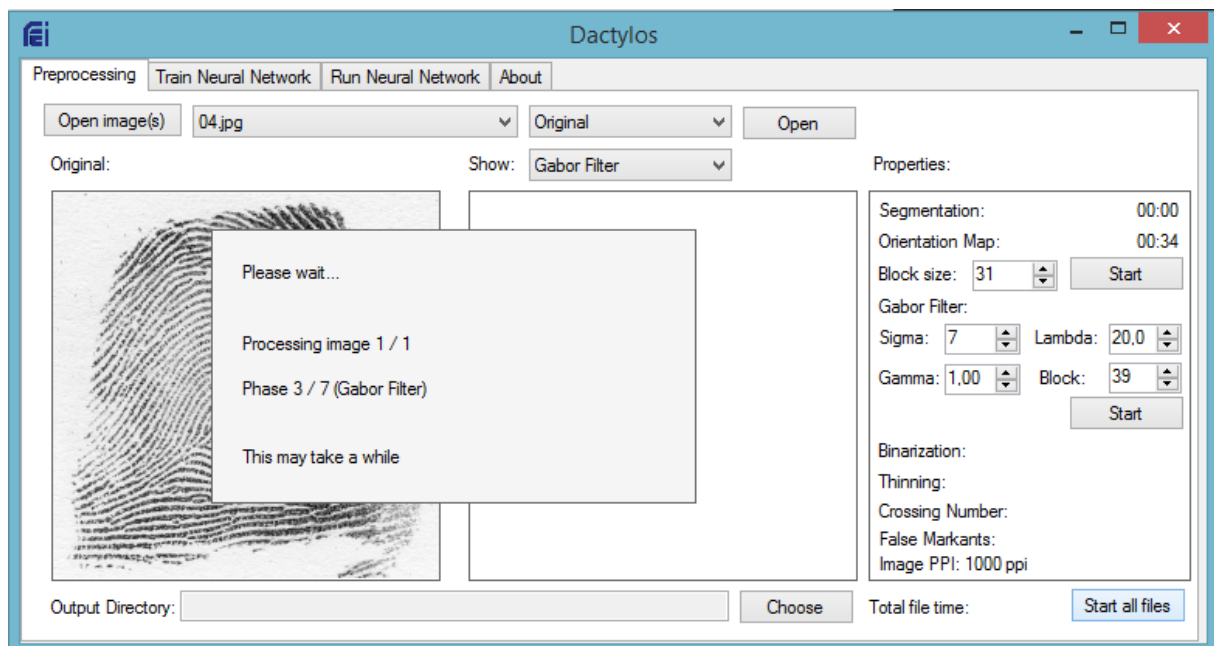 Dactylos
Preprocessing Train Neural Network Run Neural Network About
Open image(s) 04.jpg Original Open
Original: Show: Gabor Filter Properties:
Segmentation: 00:00
Orientation Map: 00:34
Block size: 31 Start
Gabor Filter:
Sigma: 7 Lambda: 20,0
Gamma: 1,00 Block: 39
Start
Binarization:
Thinning:
Crossing Number:
False Markants:
Image PPI: 1000 ppi
Please wait...
Processing image 1 / 1
Phase 3 / 7 (Gabor Filter)
This may take a while
Output Directory: Choose Total file time: Start all files